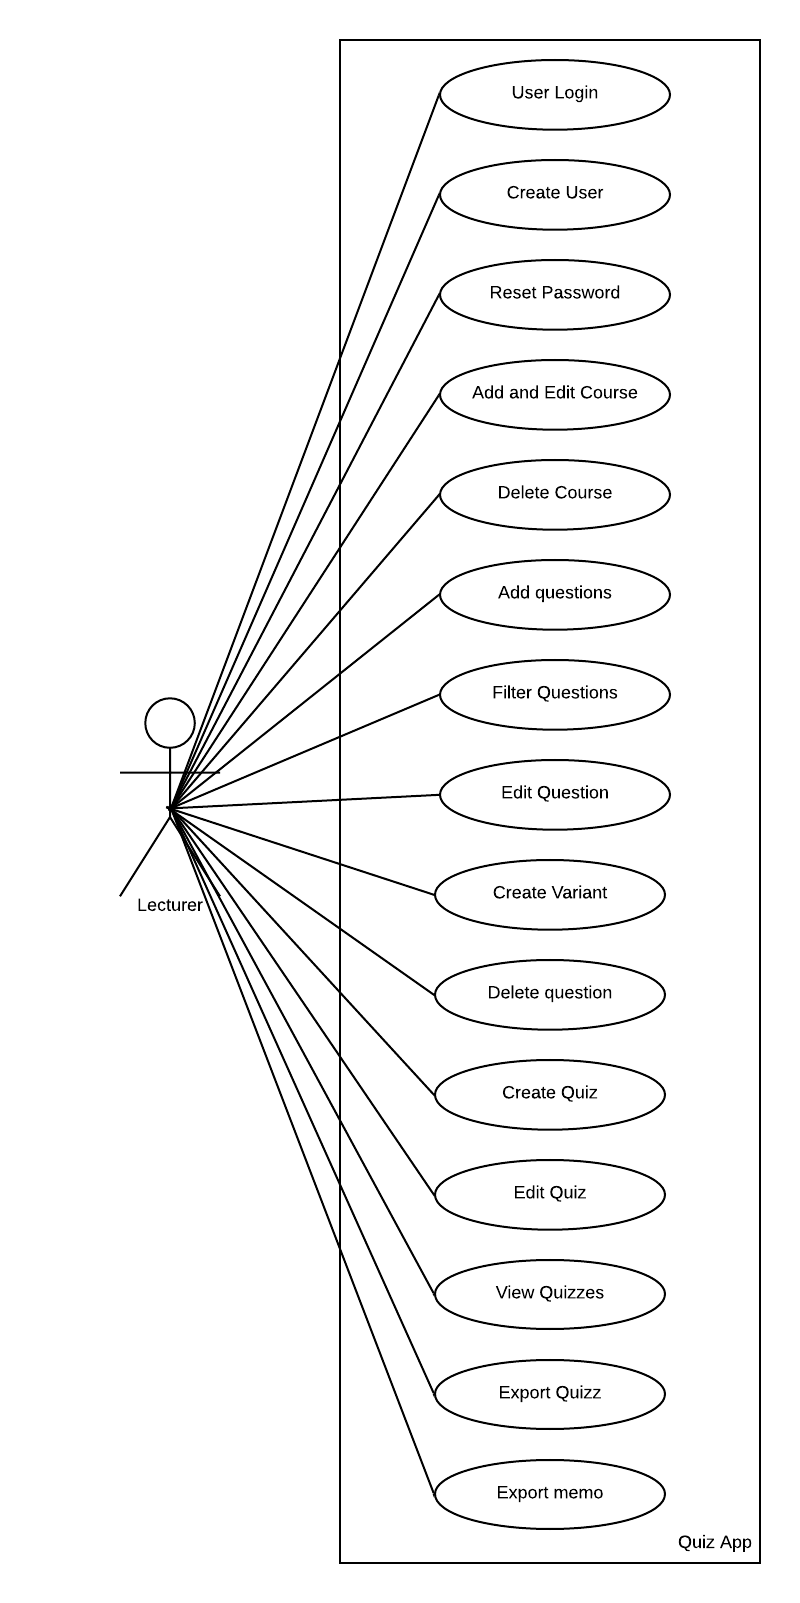 User Login
Create User
Reset Password
Add and Edit Course
Delete Course
Add questions
Filter Questions
Edit Question
Create Variant
Lecturer
Delete question
Create Quiz
Edit Quiz
View Quizzes
Export Quizz
Export memo
Quiz App